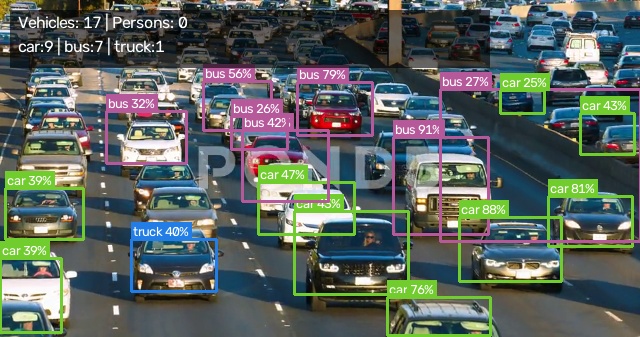 Vehicles: 17 | Persons: 0
car:9 | bus:7 | truck:1
bus 56%
bus 79%
bus 27%
car 25%
bus 32%
bus 26%
car 43%
bus 42%
bus 91%
POND
car 47%
car 39%
car 81%
car 43%
car 88%
truck 40%
car 39%
car 76%